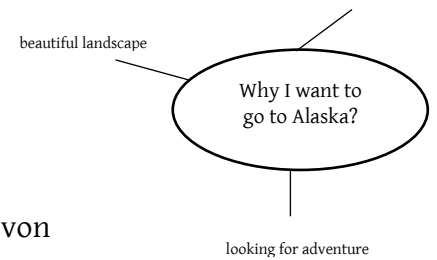 beautiful landscape
Why I want to
go to Alaska?
von
looking for adventure